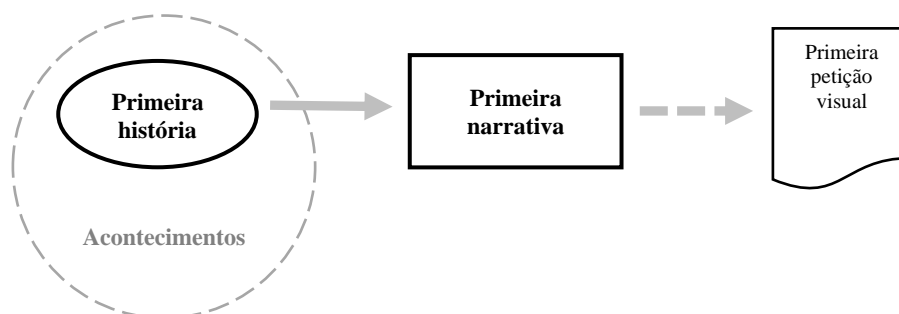 Primeira
história
Acontecimentos
Primeira
narrativa
Primeira
petição
visual